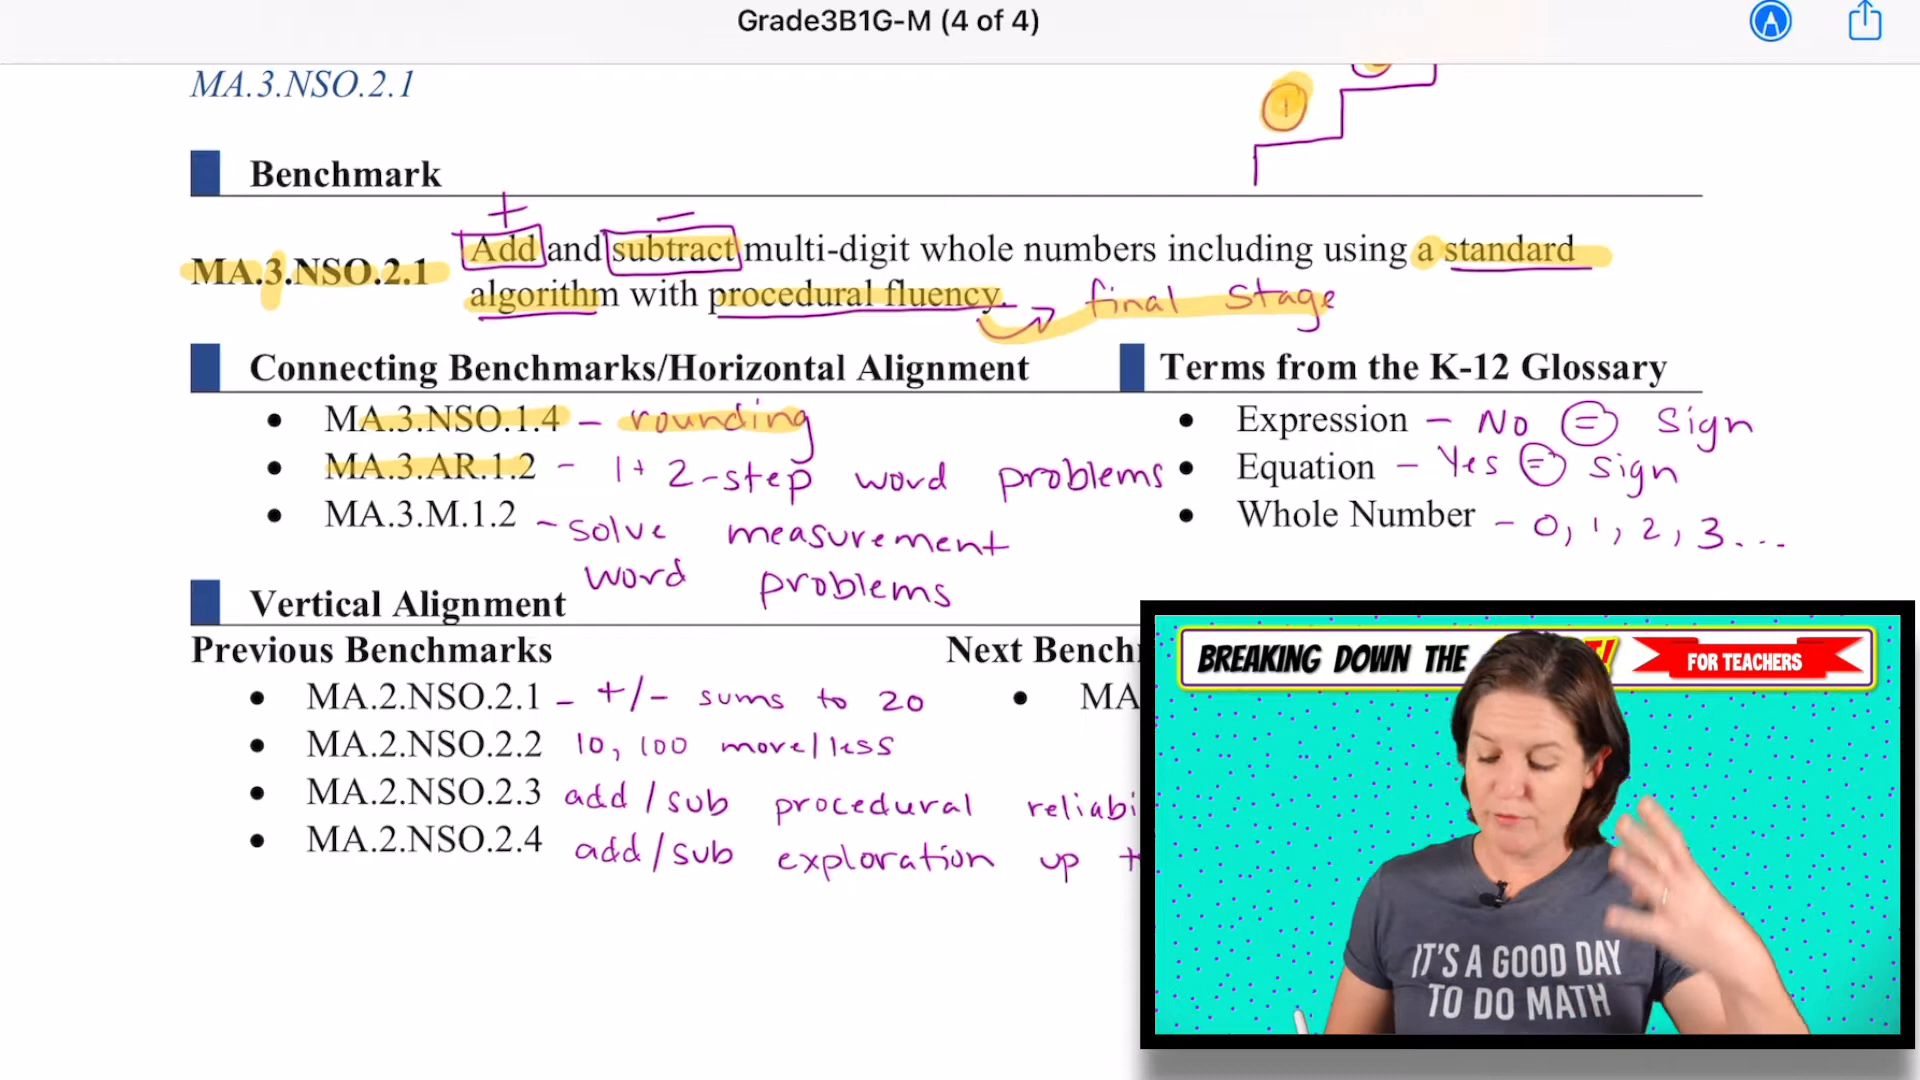 Grade3B1G-M (4 of 4)
MA.3.NSO.2.1
1
Benchmark
+ −
MA.3.NSO.2.1 Add and subtract multi-digit whole numbers including using a standard
algorithm with procedural fluency. final stage
Connecting Benchmarks/Horizontal Alignment
• MA.3.NSO.1.4 – rounding
• MA.3.AR.1.2 – 1 + 2-step word problems
• MA.3.M.1.2 – solve measurement
word problems
Terms from the K-12 Glossary
• Expression – No = Sign
• Equation – Yes = sign
• Whole Number – 0, 1, 2, 3...
Vertical Alignment
Previous Benchmarks
• MA.2.NSO.2.1 – +/− sums to 20
• MA.2.NSO.2.2 10, 100 more/less
• MA.2.NSO.2.3 add/sub procedural reliabi
• MA.2.NSO.2.4 add/sub exploration up t
Next Bench
• MA
BREAKING DOWN THE
FOR TEACHERS
IT'S A GOOD DAY
TO DO MATH